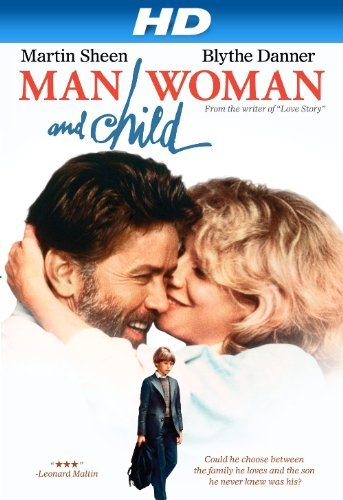 HD
Martin Sheen Blythe Danner
MAN WOMAN
and child
From the writer of "Love Story"
"★★★"
-Leonard Maltin
Could he choose between
the family he loves and the son
he never knew was his?